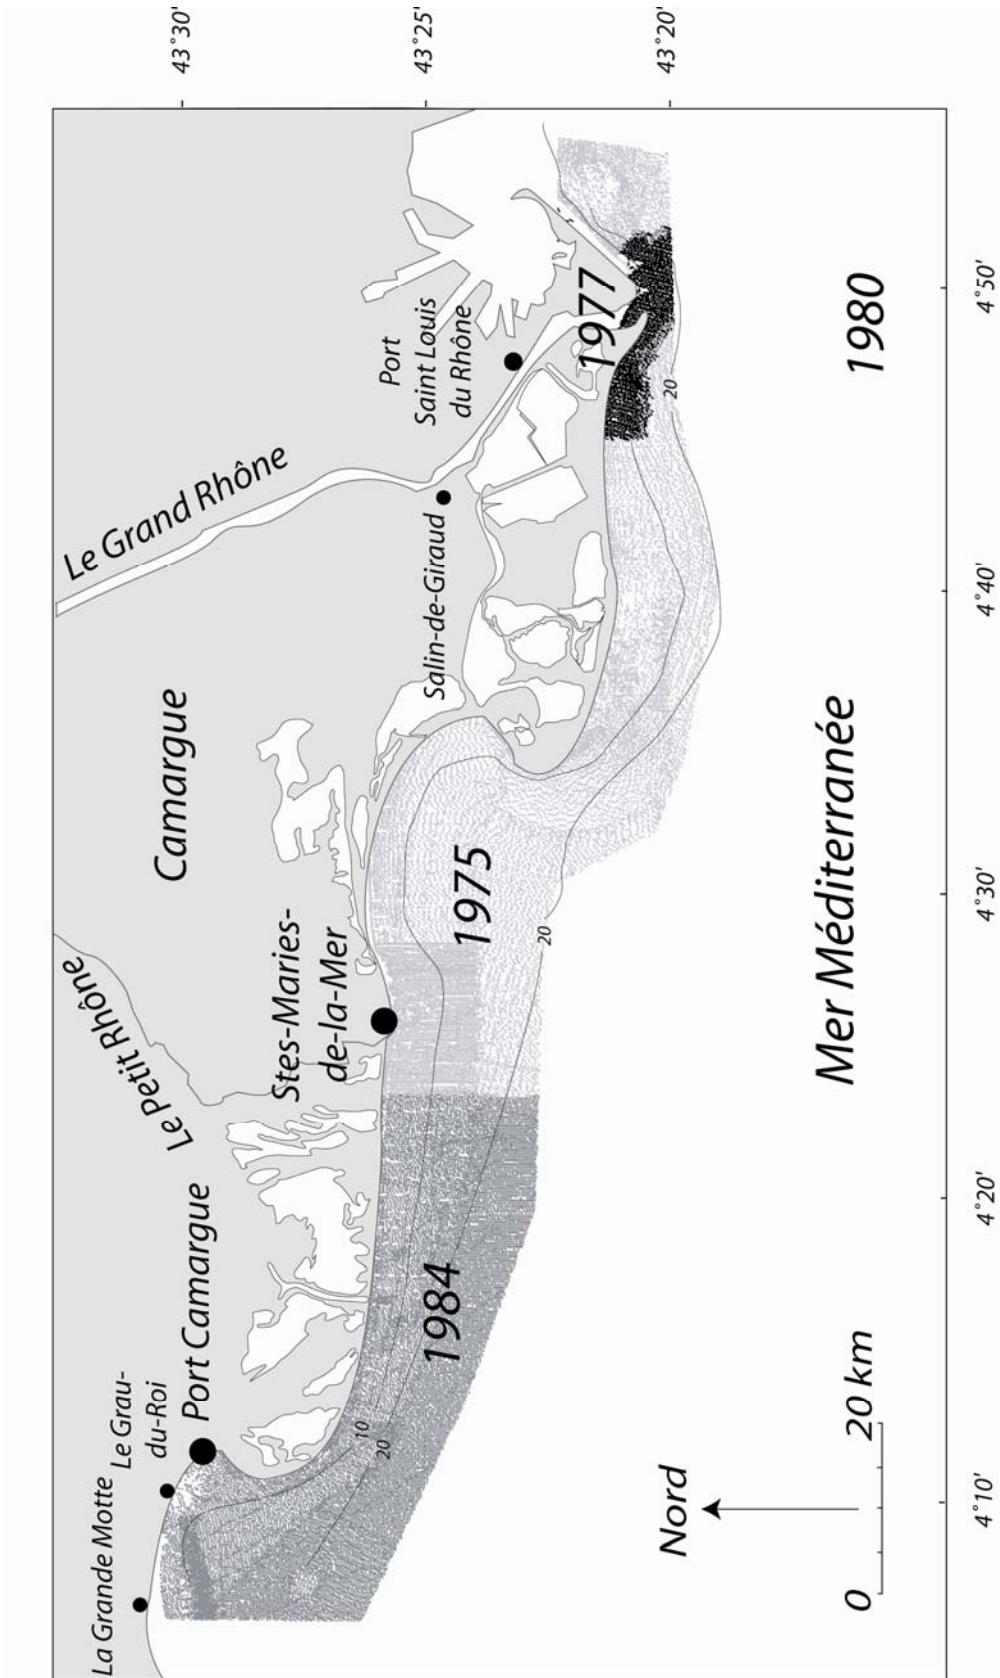 43˚30'
43˚25'
43˚20'
La Grande Motte
Le Grau-
du-Roi
Port Camargue
Le Petit Rhône
Stes-Maries-
de-la-Mer
Camargue
Le Grand Rhône
Salin-de-Giraud
Port
Saint Louis
du Rhône
1984
1975
1977
1980
10
20
20
20
Mer Méditerranée
Nord
0
20 km
4˚10'
4˚20'
4˚30'
4˚40'
4˚50'